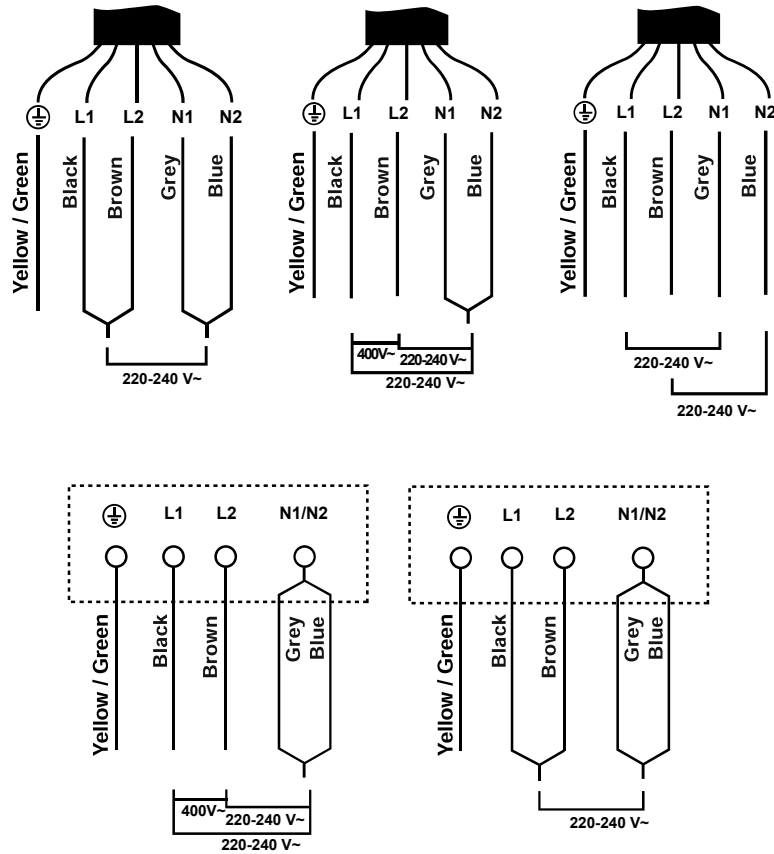 L1 L2 N1 N2
Yellow / Green
Black
Brown
Grey
Blue
220-240 V~
L1 L2 N1 N2
Yellow / Green
Black
Brown
Grey
Blue
400V~
220-240 V~
220-240 V~
L1 L2 N1 N2
Yellow / Green
Black
Brown
Grey
Blue
220-240 V~
220-240 V~
L1 L2 N1/N2
Yellow / Green
Black
Brown
Grey
Blue
400V~
220-240 V~
220-240 V~
L1 L2 N1/N2
Yellow / Green
Black
Brown
Grey
Blue
220-240 V~